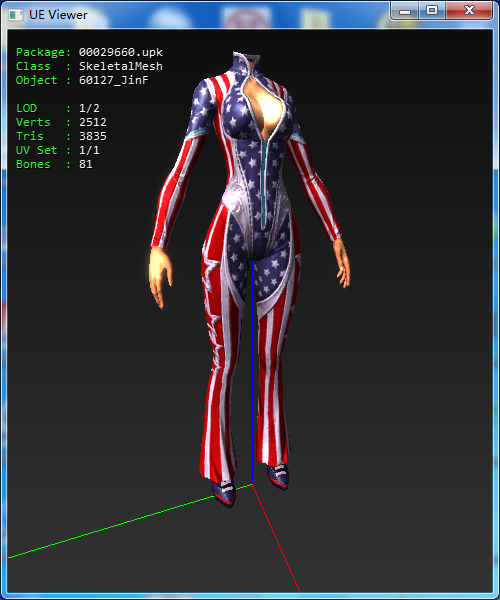 UE Viewer
Package: 00029660.upk
Class : SkeletalMesh
Object : 60127_JinF
LOD : 1/2
Verts : 2512
Tris : 3835
UV Set : 1/1
Bones : 81